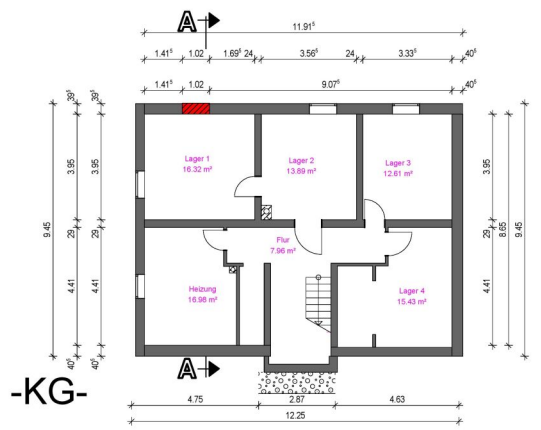 A
11.91⁵
1.41⁵ 1.02 1.69⁵ 24 3.56⁵ 24 3.33⁵ 40⁵
1.41⁵ 1.02 9.07⁵ 40⁵
39⁵ 39⁵
Lager 1
16.32 m²
Lager 2
13.89 m²
Lager 3
12.61 m²
3.95 3.95 3.95
9.45 8.65 9.45
29 29 29
Flur
7.96 m²
Heizung
16.98 m²
Lager 4
15.43 m²
4.41 4.41 4.41
40⁵ 40⁵
A
-KG-
4.75 2.87 4.63
12.25